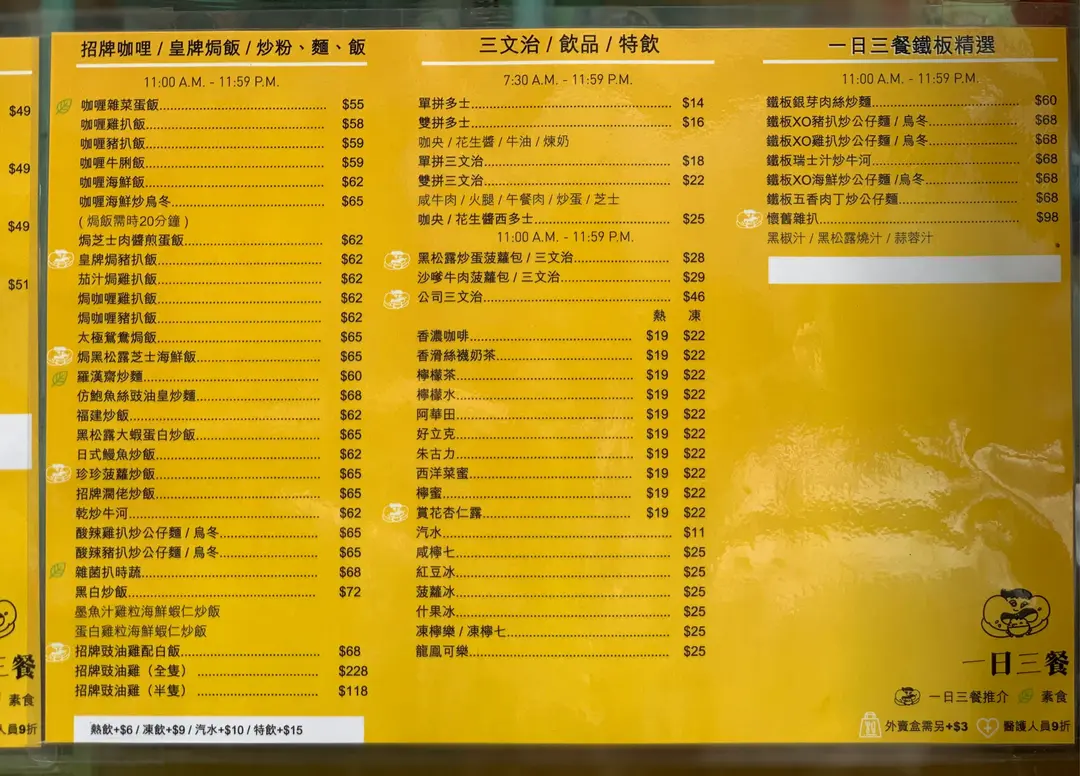 $49
$49
$49
$51
三餐
素食
人員9折
招牌咖哩 / 皇牌焗飯 / 炒粉、麵、飯
11:00 A.M. - 11:59 P.M.
咖喱雜菜蛋飯 $55
咖喱雞扒飯 $58
咖喱豬扒飯 $59
咖喱牛脷飯 $59
咖喱海鮮飯 $62
咖喱海鮮炒烏冬 $65
( 焗飯需時20分鐘 )
焗芝士肉醬煎蛋飯 $62
皇牌焗豬扒飯 $62
茄汁焗雞扒飯 $62
焗咖喱雞扒飯 $62
焗咖喱豬扒飯 $62
太極鴛鴦焗飯 $65
焗黑松露芝士海鮮飯 $65
羅漢齋炒麵 $60
仿鮑魚絲豉油皇炒麵 $68
福建炒飯 $62
黑松露大蝦蛋白炒飯 $65
日式鰻魚炒飯 $62
珍珍菠蘿炒飯 $65
招牌濶佬炒飯 $65
乾炒牛河 $62
酸辣雞扒炒公仔麵 / 烏冬 $65
酸辣豬扒炒公仔麵 / 烏冬 $65
雜菌扒時蔬 $68
黑白炒飯 $72
墨魚汁雞粒海鮮蝦仁炒飯
蛋白雞粒海鮮蝦仁炒飯
招牌豉油雞配白飯 $68
招牌豉油雞（全隻） $228
招牌豉油雞（半隻） $118
熱飲+$6 / 凍飲+$9 / 汽水+$10 / 特飲+$15
三文治 / 飲品 / 特飲
7:30 A.M. - 11:59 P.M.
單拼多士 $14
雙拼多士 $16
咖央 / 花生醬 / 牛油 / 煉奶
單拼三文治 $18
雙拼三文治 $22
咸牛肉 / 火腿 / 午餐肉 / 炒蛋 / 芝士
咖央 / 花生醬西多士 $25
11:00 A.M. - 11:59 P.M.
黑松露炒蛋菠蘿包 / 三文治 $28
沙嗲牛肉菠蘿包 / 三文治 $29
公司三文治 $46
熱 凍
香濃咖啡 $19 $22
香滑絲襪奶茶 $19 $22
檸檬茶 $19 $22
檸檬水 $19 $22
阿華田 $19 $22
好立克 $19 $22
朱古力 $19 $22
西洋菜蜜 $19 $22
檸蜜 $19 $22
賞花杏仁露 $19 $22
汽水 $11
咸檸七 $25
紅豆冰 $25
菠蘿冰 $25
什果冰 $25
凍檸樂 / 凍檸七 $25
龍鳳可樂 $25
一日三餐鐵板精選
11:00 A.M. - 11:59 P.M.
鐵板銀芽肉絲炒麵 $60
鐵板XO豬扒炒公仔麵 / 烏冬 $68
鐵板XO雞扒炒公仔麵 / 烏冬 $68
鐵板瑞士汁炒牛河 $68
鐵板XO海鮮炒公仔麵 /烏冬 $68
鐵板五香肉丁炒公仔麵 $68
懷舊雜扒 $98
黑椒汁 / 黑松露燒汁 / 蒜蓉汁
一日三餐
一日三餐推介 素食
外賣盒需另+$3 醫護人員9折